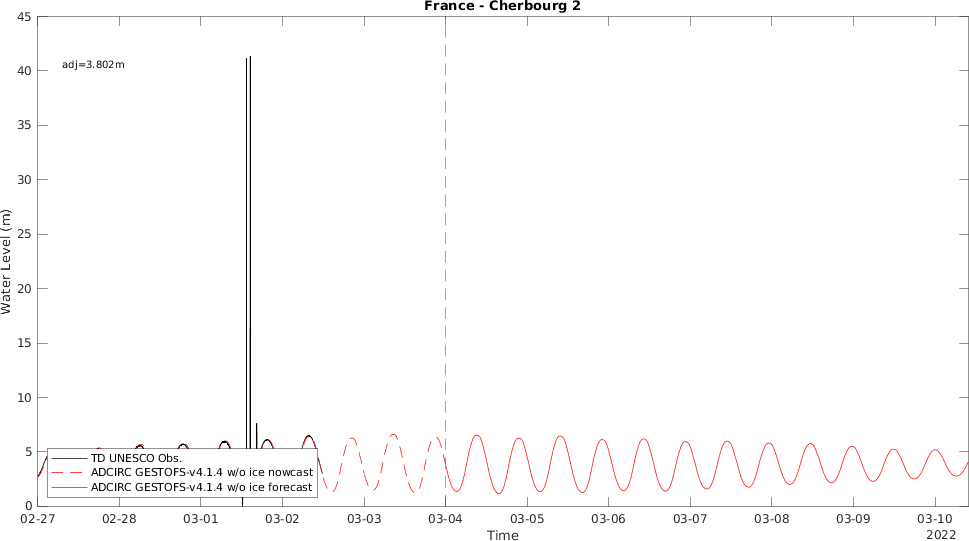 France - Cherbourg 2
45
40
35
30
25
20
15
10
5
0
Water Level (m)
adj=3.802m
TD UNESCO Obs.
ADCIRC GESTOFS-v4.1.4 w/o ice nowcast
ADCIRC GESTOFS-v4.1.4 w/o ice forecast
02-27 02-28 03-01 03-02 03-03 03-04 03-05 03-06 03-07 03-08 03-09 03-10
2022
Time